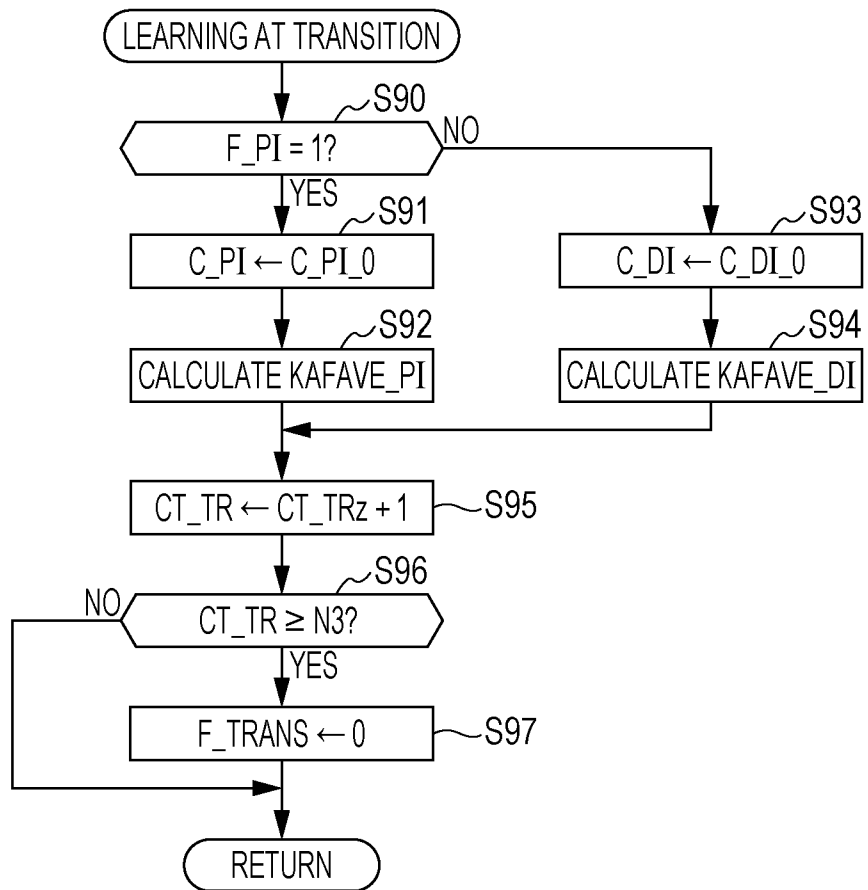 LEARNING AT TRANSITION
S90
F_PI = 1?
NO
YES
S91
C_PI ← C_PI_0
S93
C_DI ← C_DI_0
S92
CALCULATE KAFAVE_PI
S94
CALCULATE KAFAVE_DI
CT_TR ← CT_TRz + 1
S95
S96
NO
CT_TR ≥ N3?
YES
F_TRANS ← 0
S97
RETURN